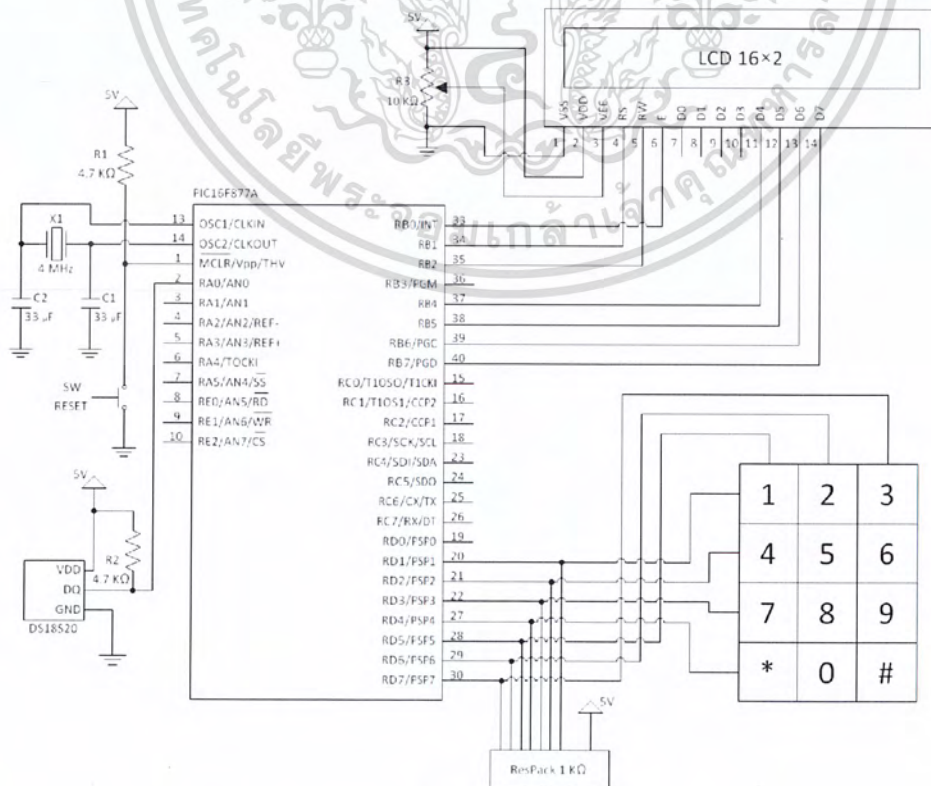 5V
LCD 16×2
R3
10 KΩ
VSS VDD VEE RS RW E D0 D1 D2 D3 D4 D5 D6 D7
1 2 3 4 5 6 7 8 9 10 11 12 13 14
5V
R1
4.7 KΩ
PIC16F877A
X1
4 MHz
C2
33 µF
C1
33 µF
13 OSC1/CLKIN
14 OSC2/CLKOUT
1 MCLR/Vpp/THV
2 RA0/AN0
3 RA1/AN1
4 RA2/AN2/REF-
5 RA3/AN3/REF+
6 RA4/TOCKI
7 RA5/AN4/SS
8 RE0/AN5/RD
9 RE1/AN6/WR
10 RE2/AN7/CS
RB0/INT 33
RB1 34
RB2 35
RB3/PGM 36
RB4 37
RB5 38
RB6/PGC 39
RB7/PGD 40
RC0/T1OSO/T1CKI 15
RC1/T1OS1/CCP2 16
RC2/CCP1 17
RC3/SCK/SCL 18
RC4/SDI/SDA 23
RC5/SDO 24
RC6/CX/TX 25
RC7/RX/DT 26
RD0/PSP0 19
RD1/PSP1 20
RD2/PSP2 21
RD3/PSP3 22
RD4/PSP4 27
RD5/PSP5 28
RD6/PSP6 29
RD7/PSP7 30
SW
RESET
5V
R2
4.7 KΩ
VDD
DQ
GND
DS18520
1 2 3
4 5 6
7 8 9
* 0 #
5V
ResPack 1 KΩ